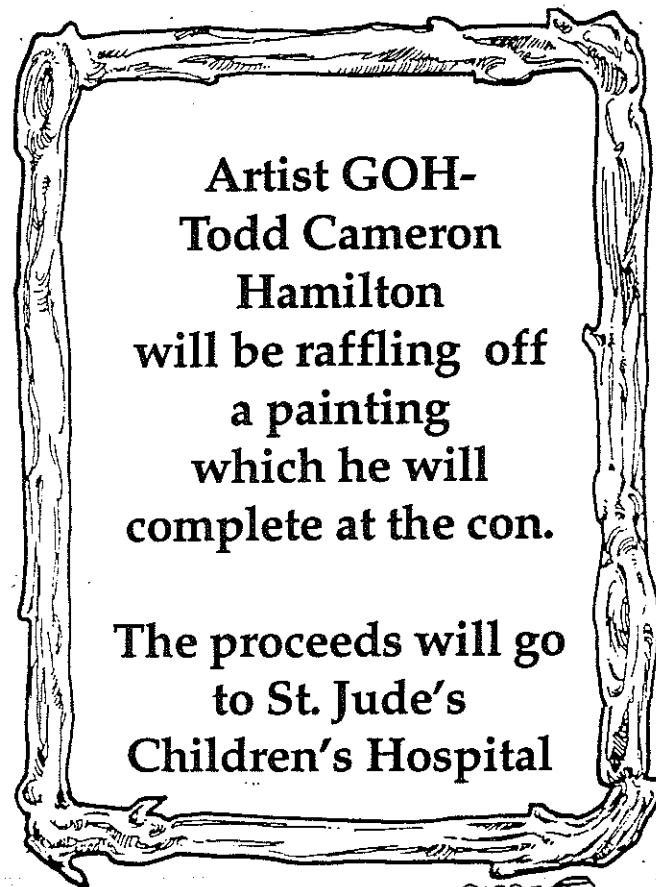 Artist GOH-
Todd Cameron
Hamilton
will be raffling off
a painting
which he will
complete at the con.
The proceeds will go
to St. Jude's
Children's Hospital